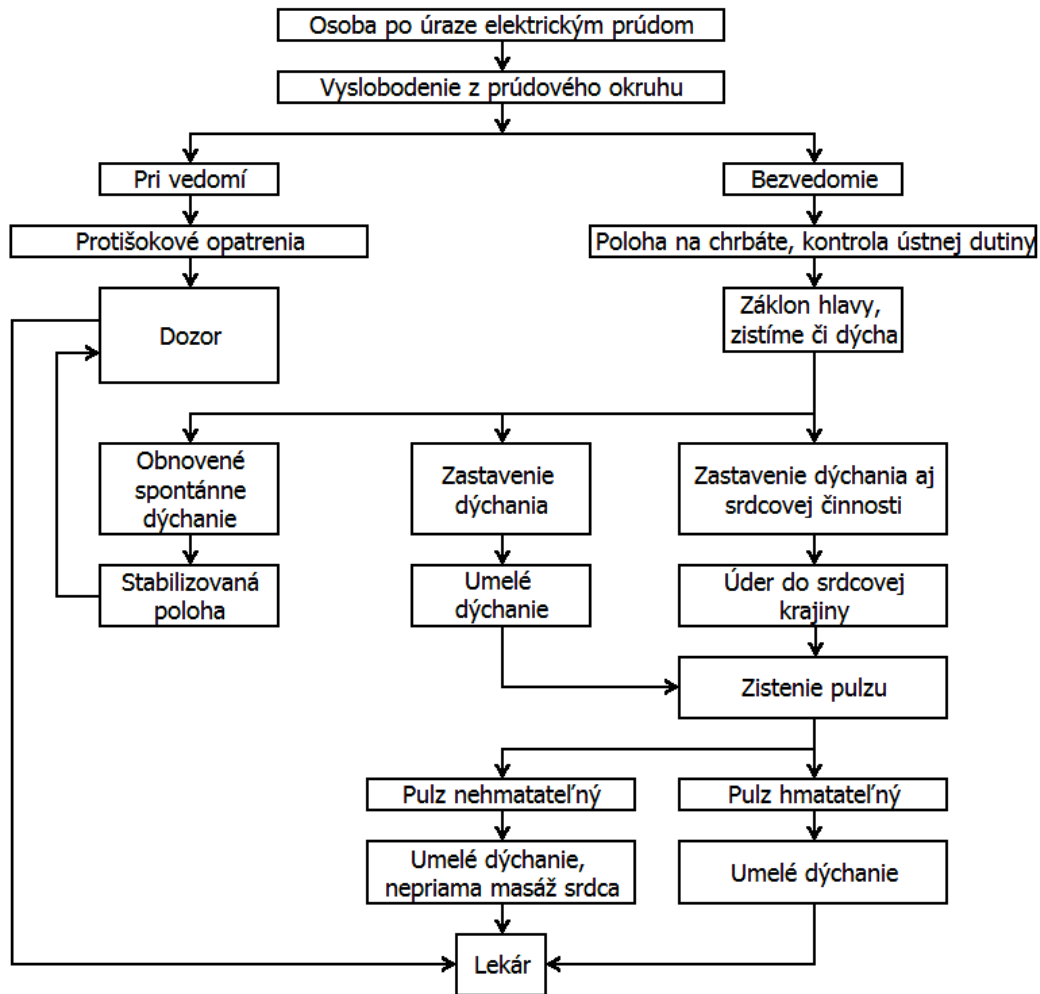 Osoba po úraze elektrickým prúdom
Vyslobodenie z prúdového okruhu
Pri vedomí
Bezvedomie
Protišokové opatrenia
Poloha na chrbáte, kontrola ústnej dutiny
Dozor
Záklon hlavy,
zistíme či dýcha
Obnovené
spontánne
dýchanie
Zastavenie
dýchania
Zastavenie dýchania aj
srdcovej činnosti
Stabilizovaná
poloha
Umelé
dýchanie
Úder do srdcovej
krajiny
Zistenie pulzu
Pulz nehmatateľný
Pulz hmatateľný
Umelé dýchanie,
nepriama masáž srdca
Umelé dýchanie
Lekár